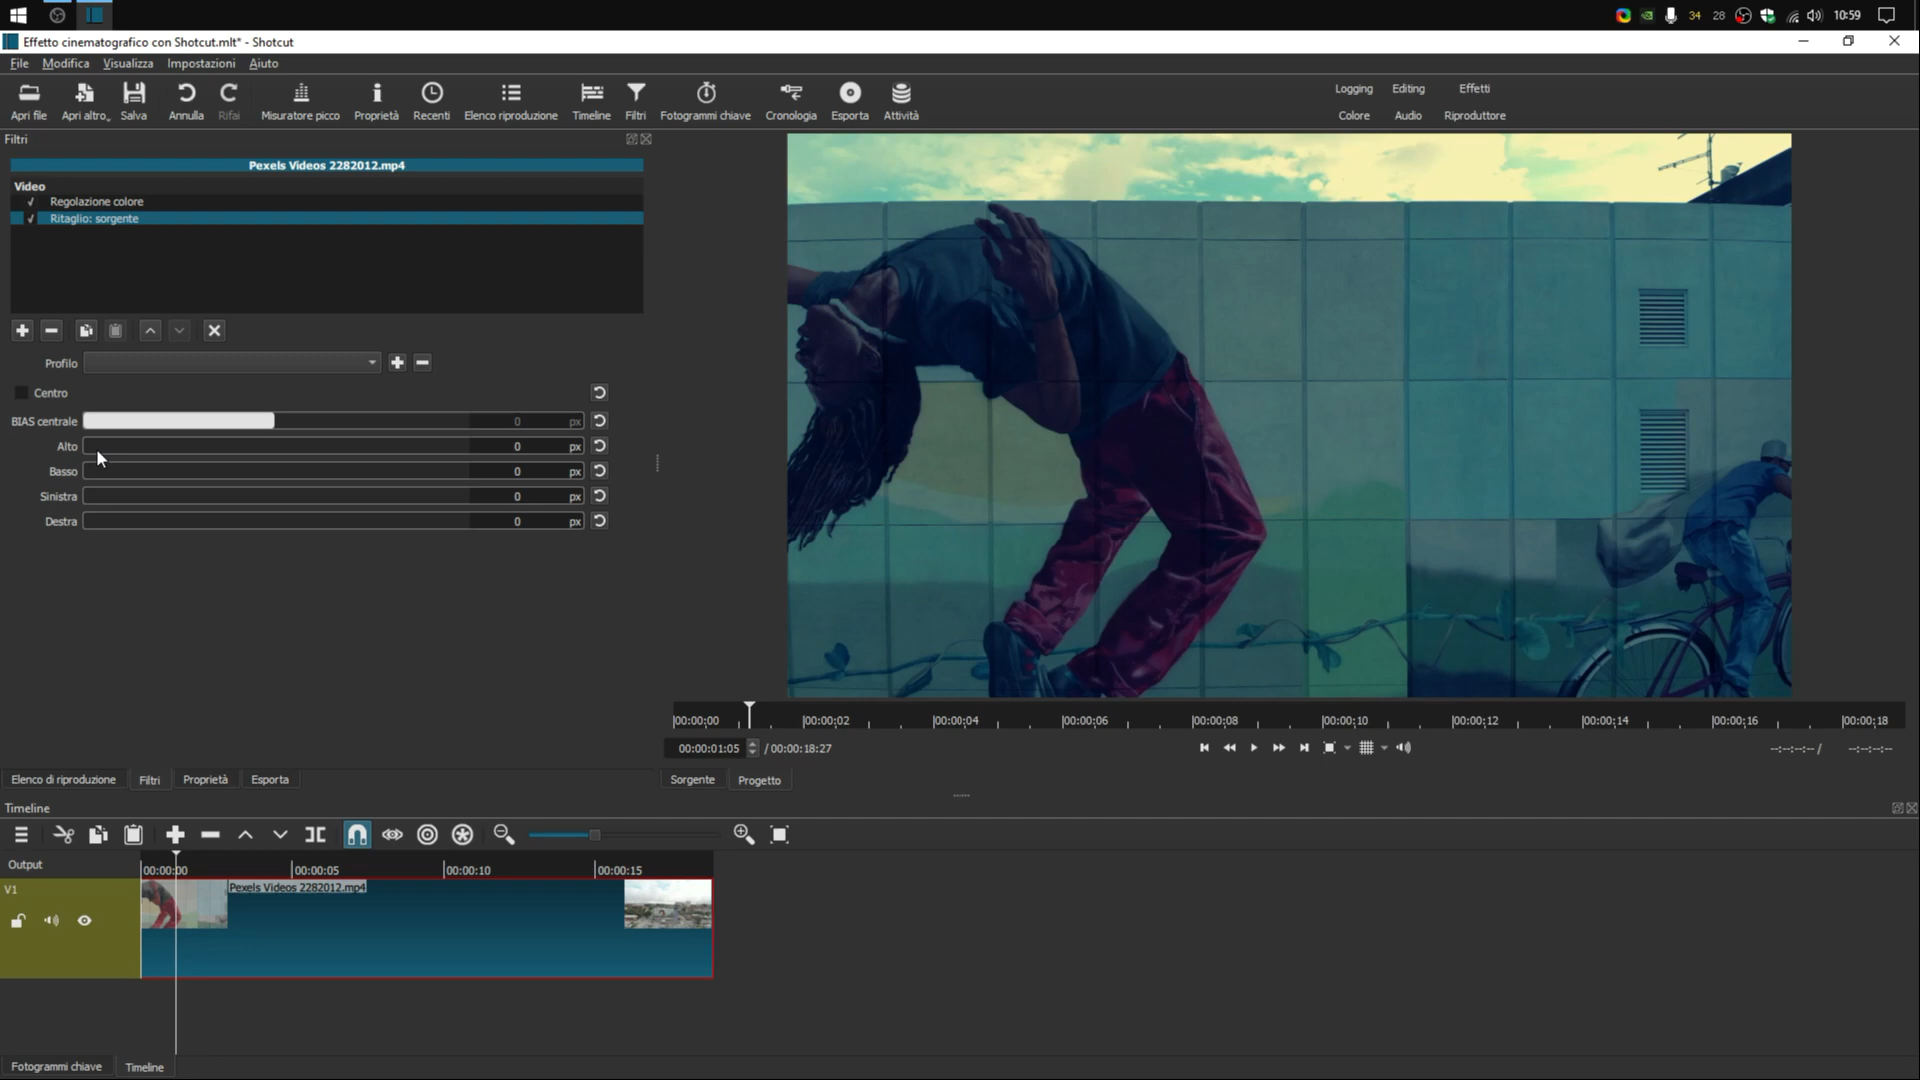 34 28 10:59
Effetto cinematografico con Shotcut.mlt* - Shotcut
File Modifica Visualizza Impostazioni Aiuto
Apri file Apri altro... Salva Annulla Rifai Misuratore picco Proprietà Recenti Elenco riproduzione Timeline Filtri Fotogrammi chiave Cronologia Esporta Attività
Logging Editing Effetti
Colore Audio Riproduttore
Filtri
Pexels Videos 2282012.mp4
Video
Regolazione colore
Ritaglio: sorgente
Profilo
Centro
BIAS centrale 0 px
Alto 0 px
Basso 0 px
Sinistra 0 px
Destra 0 px
00:00:00 00:00:02 00:00:04 00:00:06 00:00:08 00:00:10 00:00:12 00:00:14 00:00:16 00:00:18
00:00:01:05 / 00:00:18:27 --:--:--:-- / --:--:--:--
Elenco di riproduzione Filtri Proprietà Esporta Sorgente Progetto
Timeline
Output 00:00:00 00:00:05 00:00:10 00:00:15
V1 Pexels Videos 2282012.mp4
Fotogrammi chiave Timeline